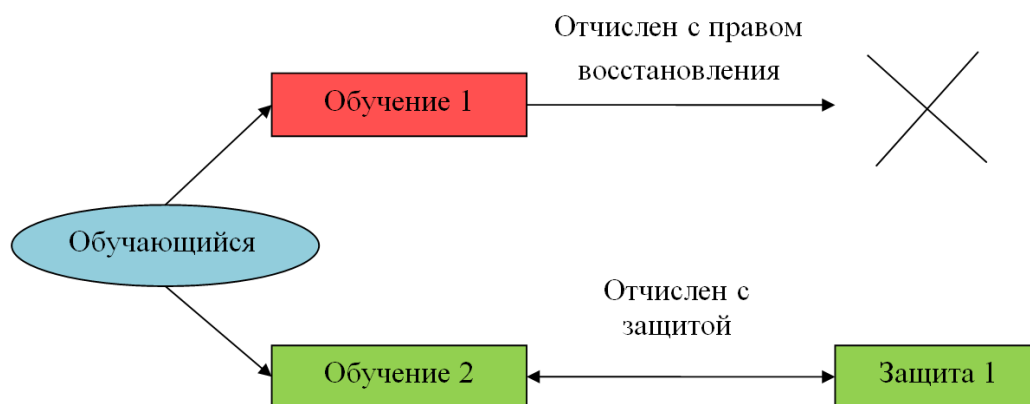 Отчислен с правом
восстановления
Обучение 1
Обучающийся
Отчислен с
защитой
Обучение 2
Защита 1